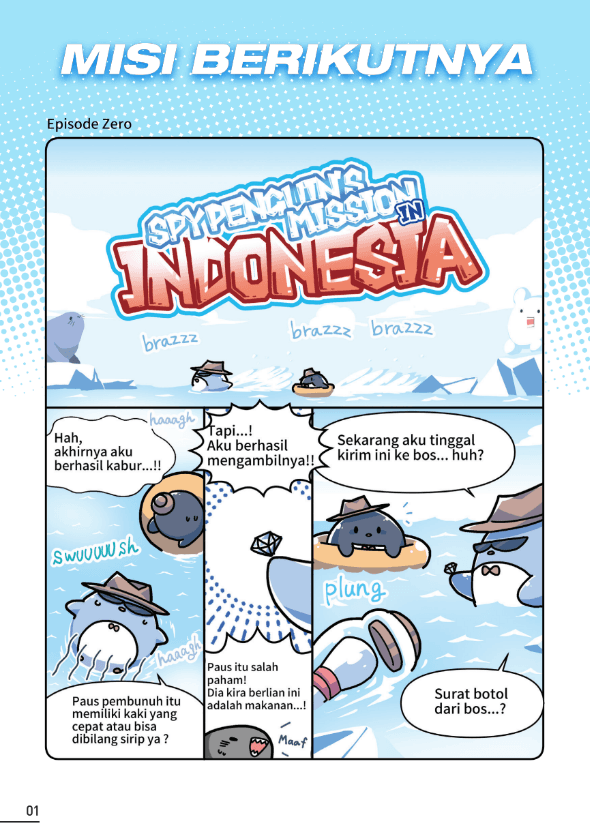 MISI BERIKUTNYA
Episode Zero
SPY PENGUIN'S
MISSION IN
INDONESIA
brazzz
brazzz brazzz
haaagh
Hah,
akhirnya aku
berhasil kabur...!!
swuuuush
haaagh
Paus pembunuh itu
memiliki kaki yang
cepat atau bisa
dibilang sirip ya ?
Tapi...!
Aku berhasil
mengambilnya!!
Paus itu salah
paham!
Dia kira berlian ini
adalah makanan...!
Maaf
Sekarang aku tinggal
kirim ini ke bos... huh?
plung
Surat botol
dari bos...?
01